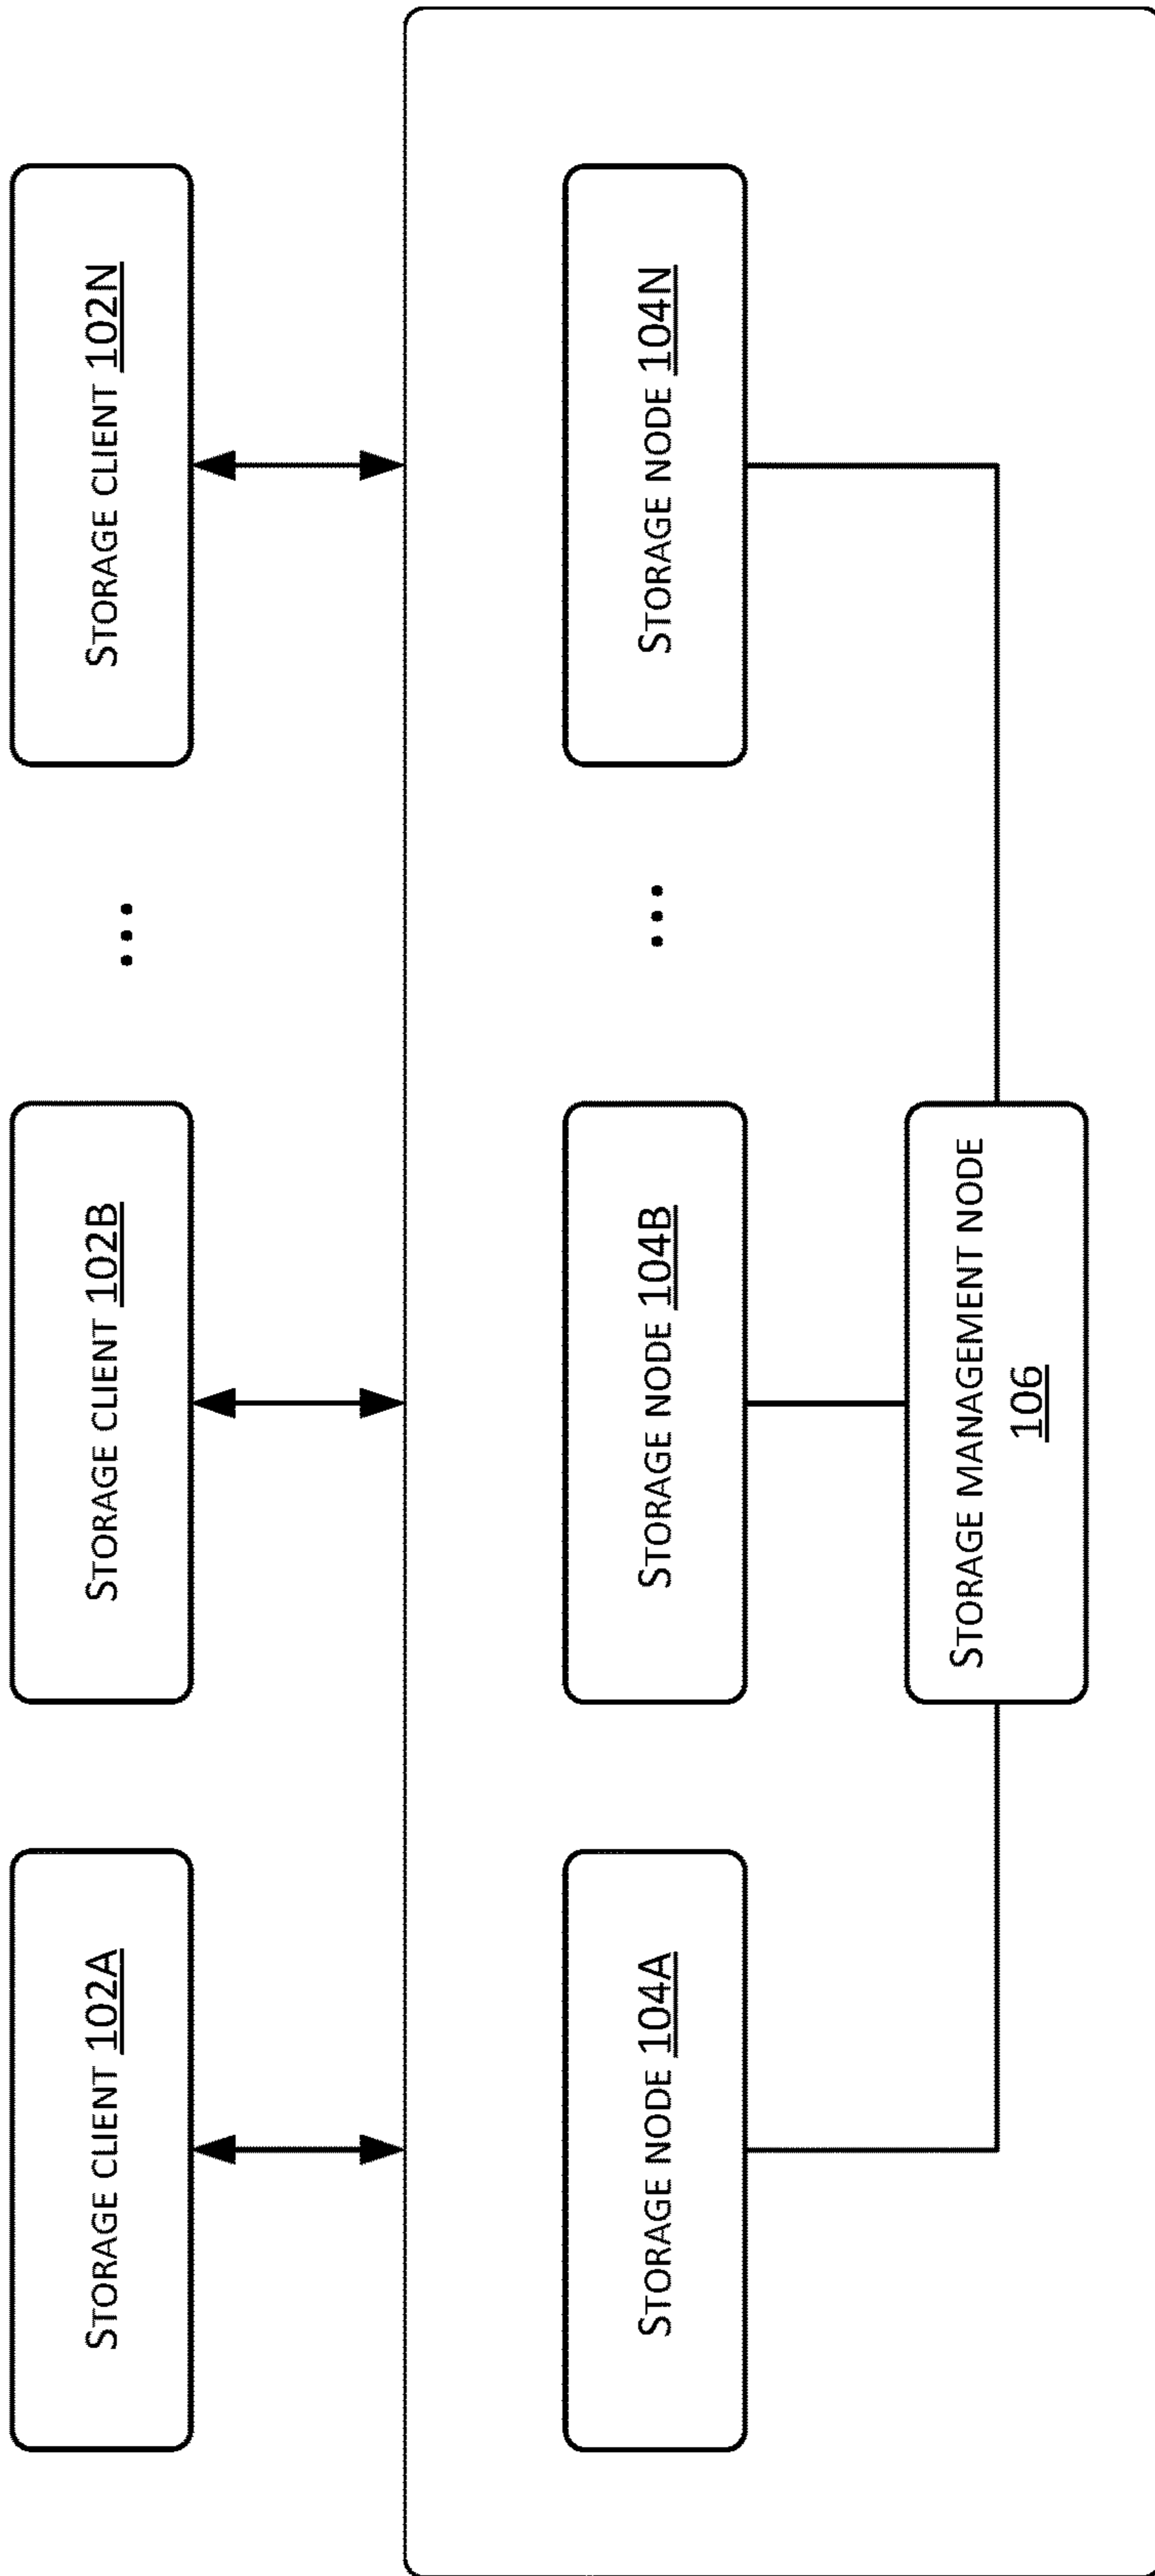 STORAGE CLIENT 102A
STORAGE CLIENT 102B
...
STORAGE CLIENT 102N
STORAGE NODE 104A
STORAGE NODE 104B
...
STORAGE NODE 104N
STORAGE MANAGEMENT NODE
106